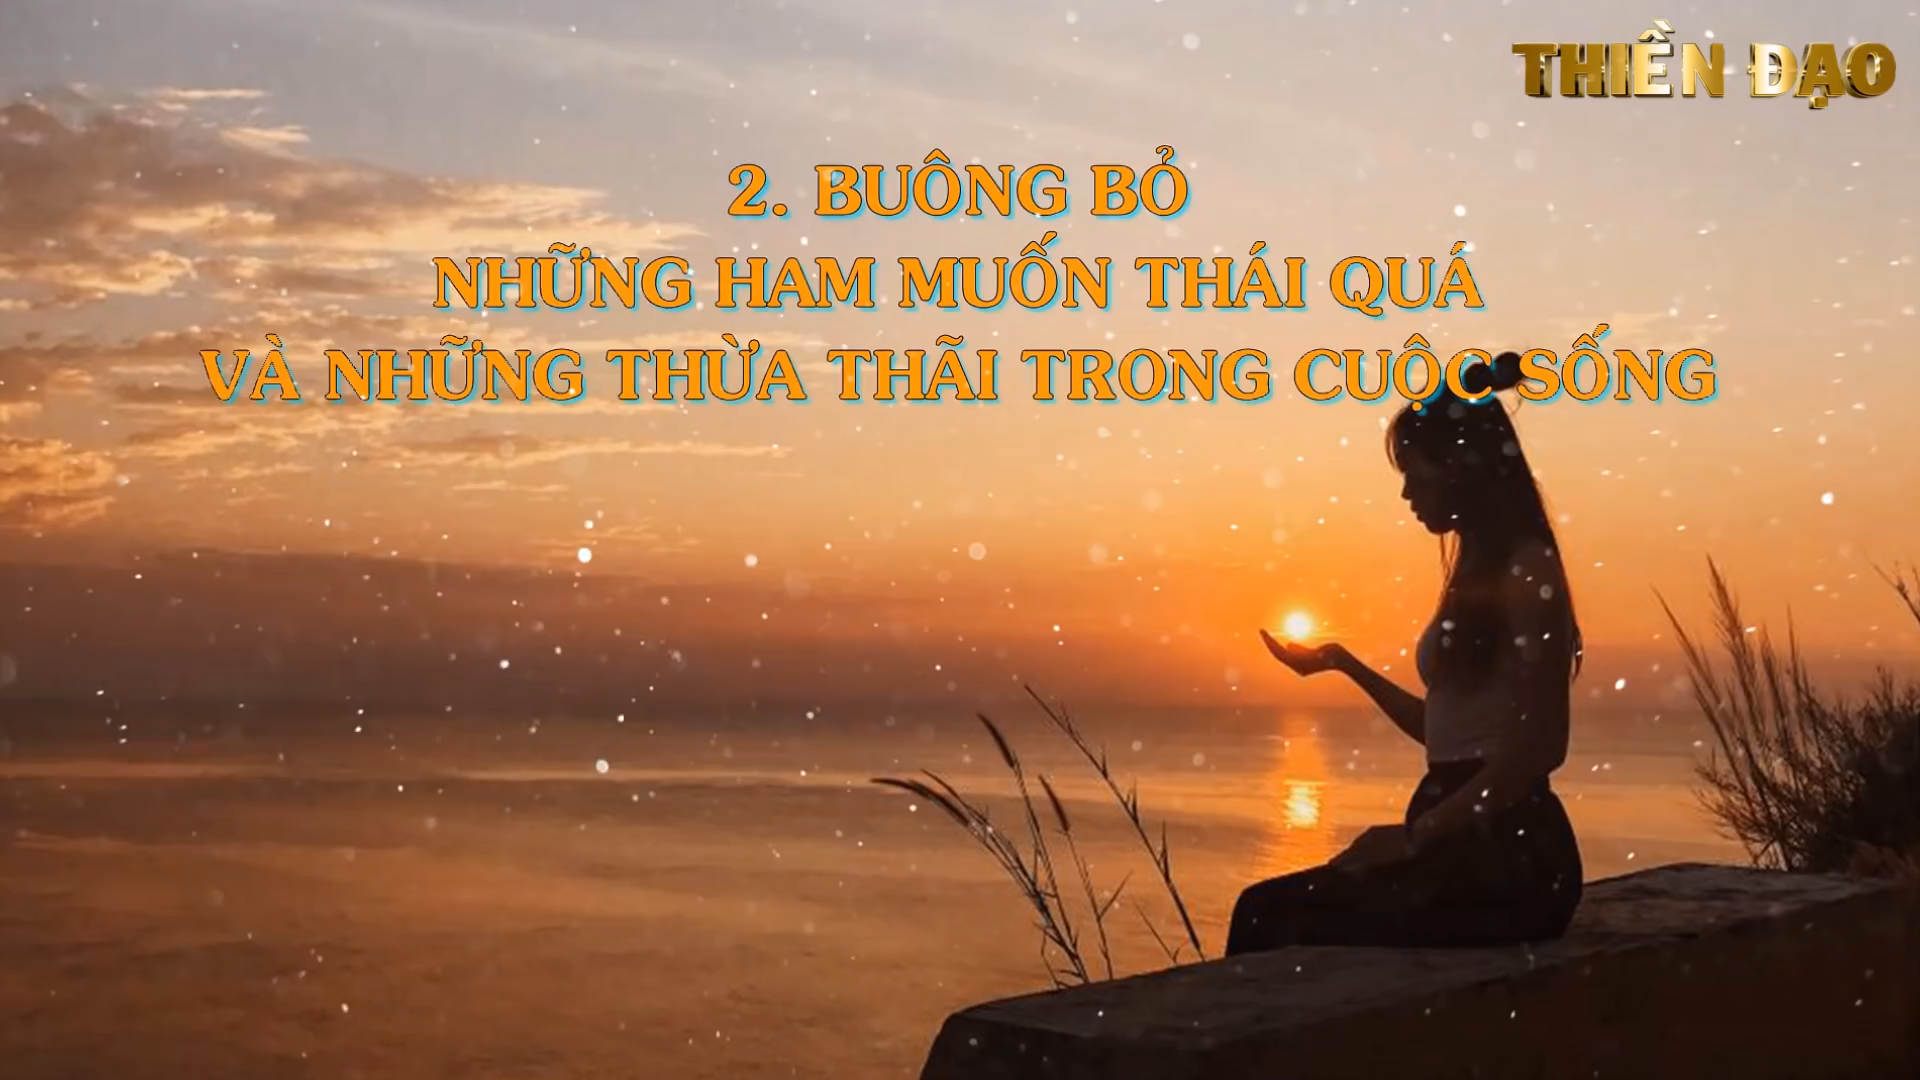 THIỀN ĐẠO
2. BUÔNG BỎ
NHỮNG HAM MUỐN THÁI QUÁ
VÀ NHỮNG THỪA THÃI TRONG CUỘC SỐNG